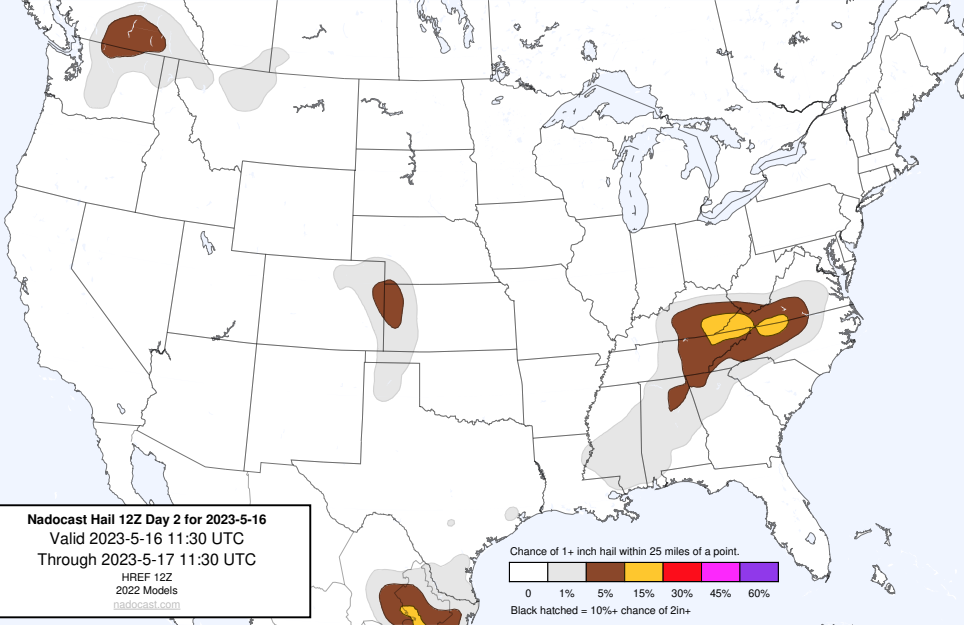 Nadocast Hail 12Z Day 2 for 2023-5-16
Valid 2023-5-16 11:30 UTC
Through 2023-5-17 11:30 UTC
HREF 12Z
2022 Models
nadocast.com
Chance of 1+ inch hail within 25 miles of a point.
0 1% 5% 15% 30% 45% 60%
Black hatched = 10%+ chance of 2in+